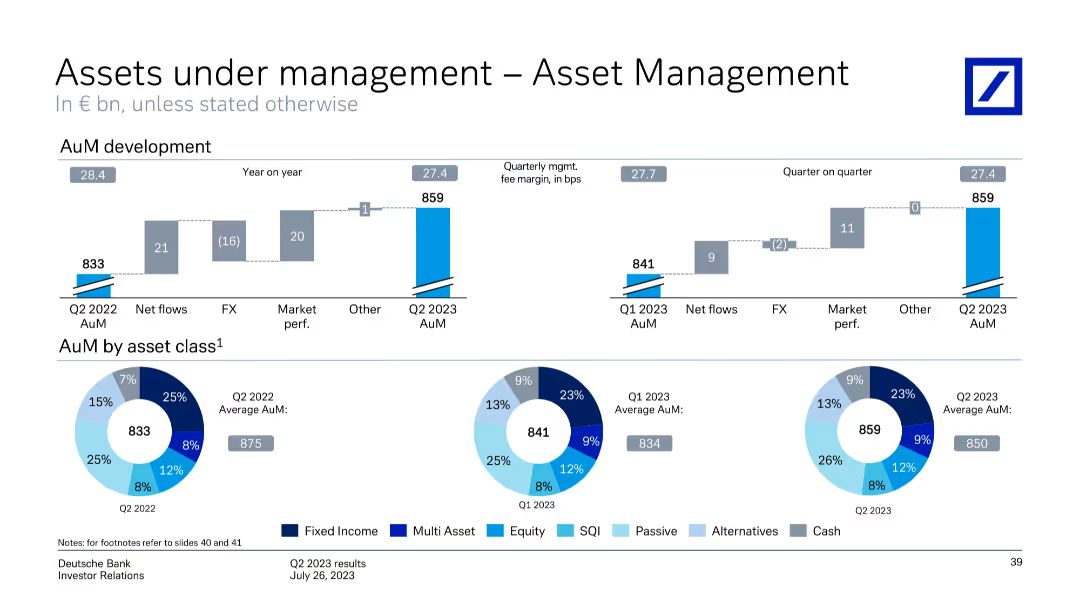 Assets under management – Asset Management
In € bn, unless stated otherwise
AuM development
28.4
Year on year
27.4
Quarterly mgmt.
fee margin, in bps
27.7
Quarter on quarter
27.4
833
21
(16)
20
1
859
841
9
(2)
11
0
859
Q2 2022
AuM
Net flows
FX
Market
perf.
Other
Q2 2023
AuM
Q1 2023
AuM
Net flows
FX
Market
perf.
Other
Q2 2023
AuM
AuM by asset class1
7%
25%
15%
833
8%
25%
12%
8%
Q2 2022
Q2 2022
Average AuM:
875
9%
23%
13%
841
9%
25%
12%
8%
Q1 2023
Q1 2023
Average AuM:
834
9%
23%
13%
859
9%
26%
12%
8%
Q2 2023
Q2 2023
Average AuM:
850
Fixed Income
Multi Asset
Equity
SQI
Passive
Alternatives
Cash
Notes: for footnotes refer to slides 40 and 41
Deutsche Bank
Investor Relations
Q2 2023 results
July 26, 2023
39